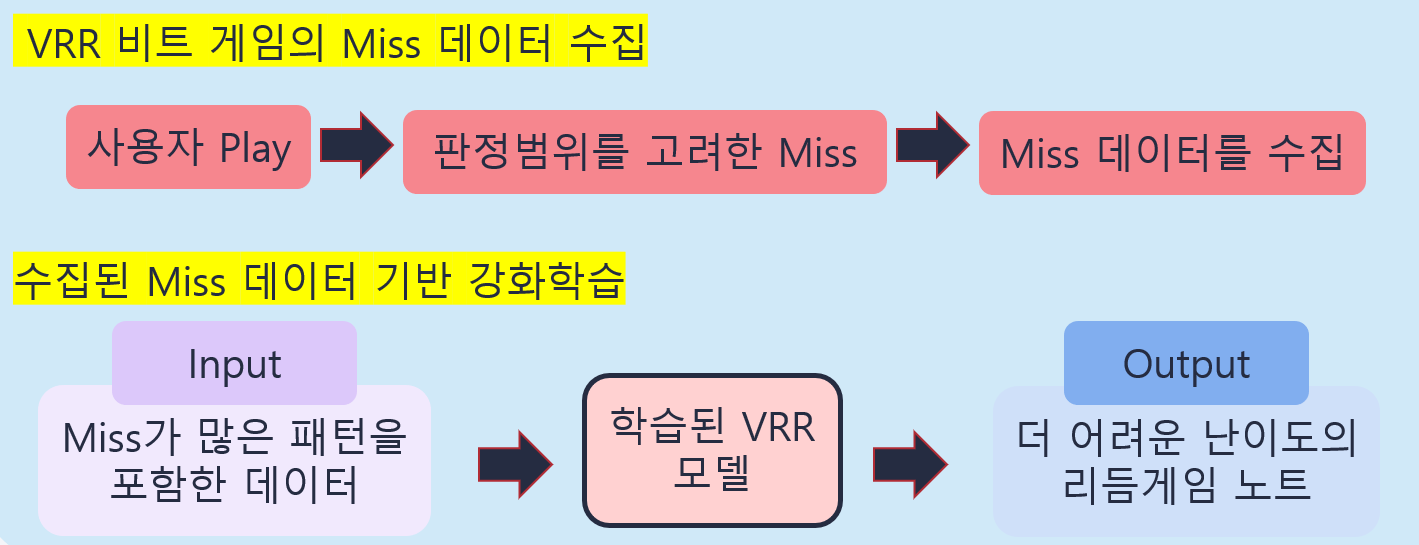 VRR 비트 게임의 Miss 데이터 수집
사용자 Play
판정범위를 고려한 Miss
Miss 데이터를 수집
수집된 Miss 데이터 기반 강화학습
Input
Miss가 많은 패턴을
포함한 데이터
학습된 VRR
모델
Output
더 어려운 난이도의
리듬게임 노트